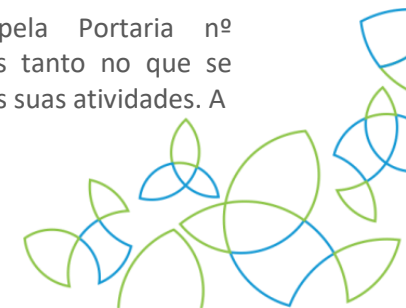 pela Portaria nº
s tanto no que se
s suas atividades. A